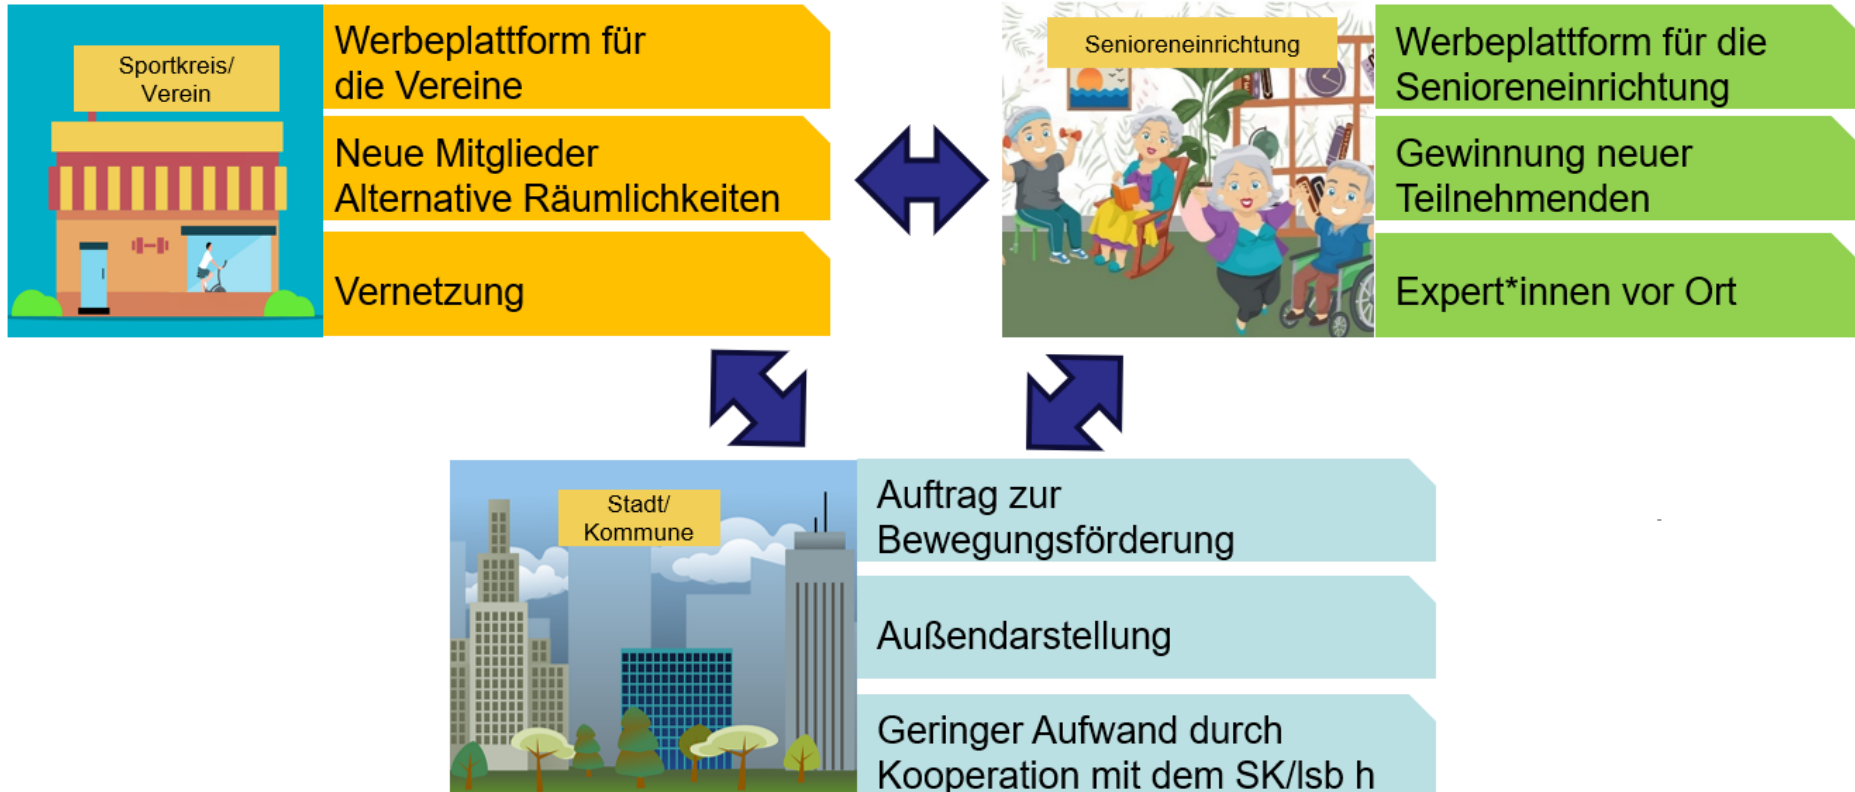 Sportkreis/
Verein
Werbeplattform für
die Vereine
Neue Mitglieder
Alternative Räumlichkeiten
Vernetzung
Senioreneinrichtung
Werbeplattform für die
Senioreneinrichtung
Gewinnung neuer
Teilnehmenden
Expert*innen vor Ort
Stadt/
Kommune
Auftrag zur
Bewegungsförderung
Außendarstellung
Geringer Aufwand durch
Kooperation mit dem SK/lsb h